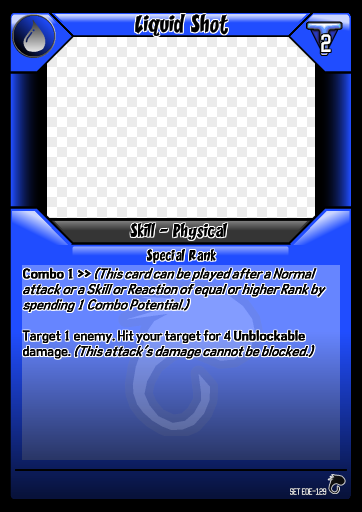 Liquid Shot
2
Skill - Physical
Special Rank
Combo 1 >> (This card can be played after a Normal
attack or a Skill or Reaction of equal or higher Rank by
spending 1 Combo Potential.)
Target 1 enemy. Hit your target for 4 Unblockable
damage. (This attack's damage cannot be blocked.)
SET EOE-129